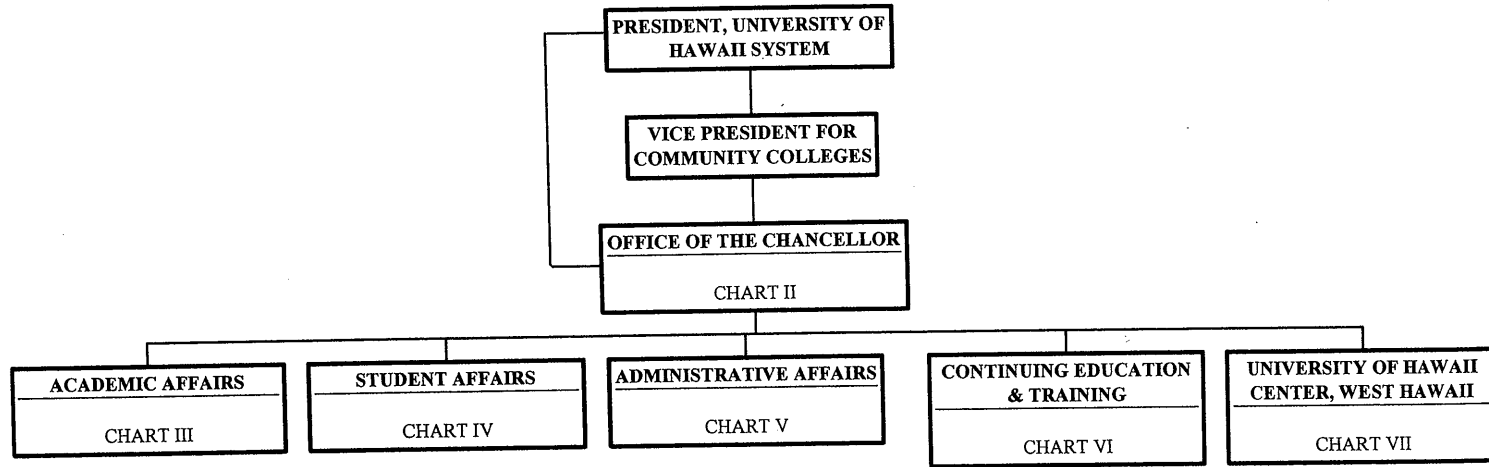 PRESIDENT, UNIVERSITY OF
HAWAII SYSTEM
VICE PRESIDENT FOR
COMMUNITY COLLEGES
OFFICE OF THE CHANCELLOR
CHART II
ACADEMIC AFFAIRS
CHART III
STUDENT AFFAIRS
CHART IV
ADMINISTRATIVE AFFAIRS
CHART V
CONTINUING EDUCATION
& TRAINING
CHART VI
UNIVERSITY OF HAWAII
CENTER, WEST HAWAII
CHART VII